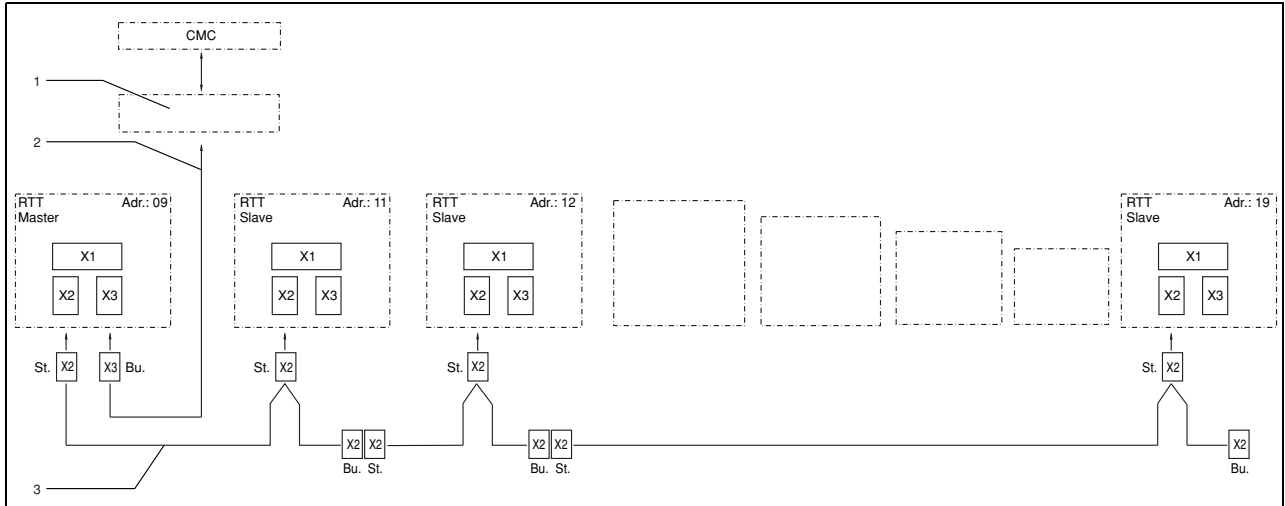 CMC
1
2
RTT Adr.: 09
Master
X1
X2 X3
RTT Adr.: 11
Slave
X1
X2 X3
RTT Adr.: 12
Slave
X1
X2 X3
RTT Adr.: 19
Slave
X1
X2 X3
St. X2 X3 Bu.
St. X2
St. X2
St. X2
X2 X2
Bu. St.
X2 X2
Bu. St.
X2
Bu.
3